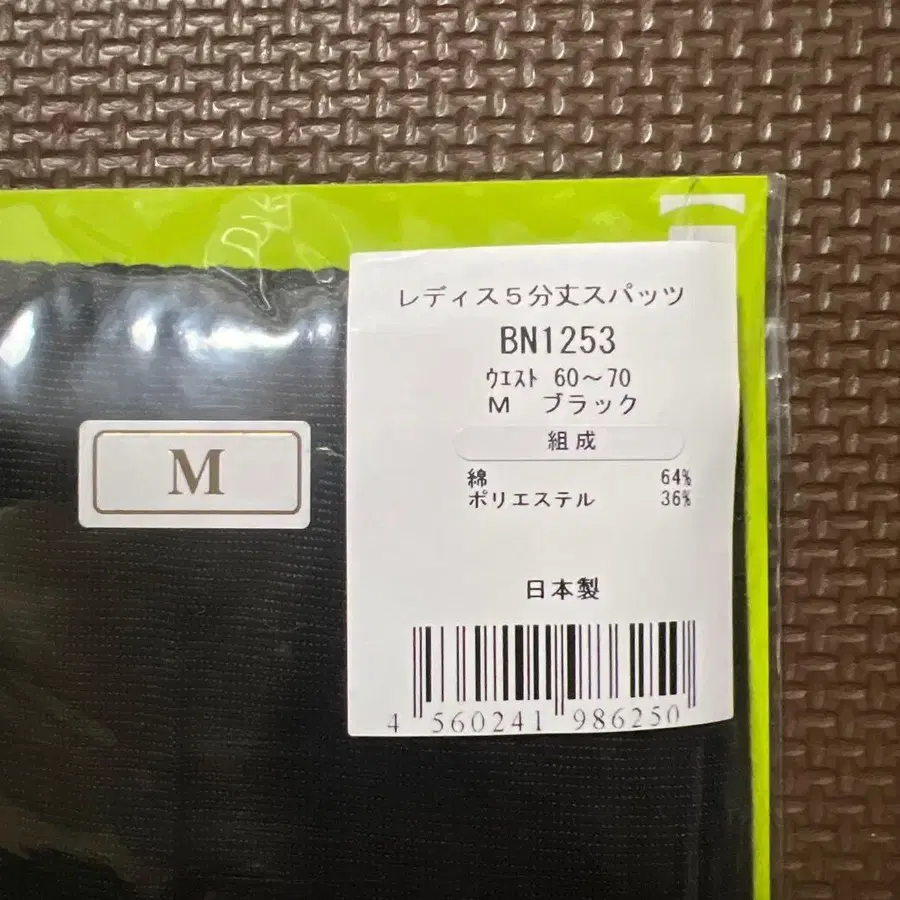 レディス5分丈スパッツ
BN1253
ウエスト 60～70
M ブラック
組成
綿 64%
ポリエステル 36%
日本製
4 560241 986250
M